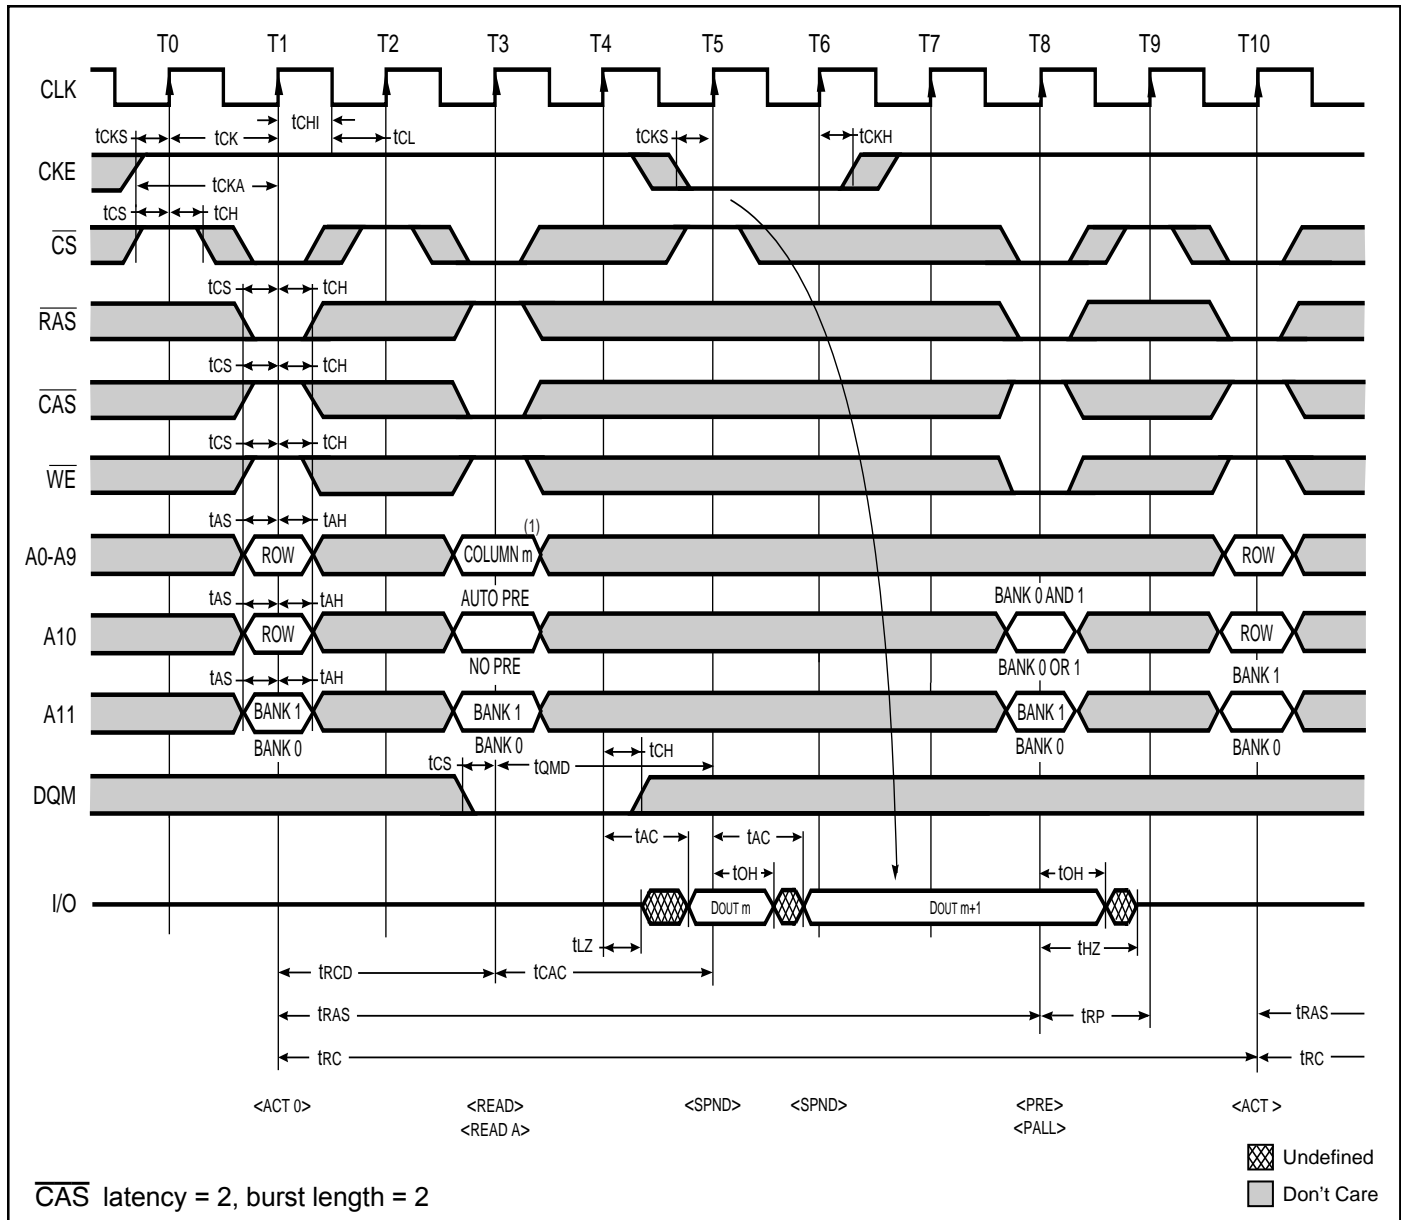 T0 T1 T2 T3 T4 T5 T6 T7 T8 T9 T10
CLK
tCHI
tCKS tCK tCL tCKS tCKH
CKE
tCKA
tCS tCH
CS
tCS tCH
RAS
tCS tCH
CAS
tCS tCH
WE
tAS tAH (1)
A0-A9 ROW COLUMN m ROW
tAS tAH AUTO PRE BANK 0 AND 1
A10 ROW ROW
NO PRE BANK 0 OR 1 BANK 1
tAS tAH
A11 BANK 1 BANK 1 BANK 1
BANK 0 BANK 0 BANK 0 BANK 0
tCH
tCS tQMD
DQM
tAC tAC
tOH tOH
I/O DOUT m DOUT m+1
tLZ tHZ
tRCD tCAC
tRAS tRP tRAS
tRC tRC
<ACT 0> <READ> <SPND> <SPND> <PRE> <ACT >
<READ A> <PALL>
Undefined
Don't Care
CAS latency = 2, burst length = 2